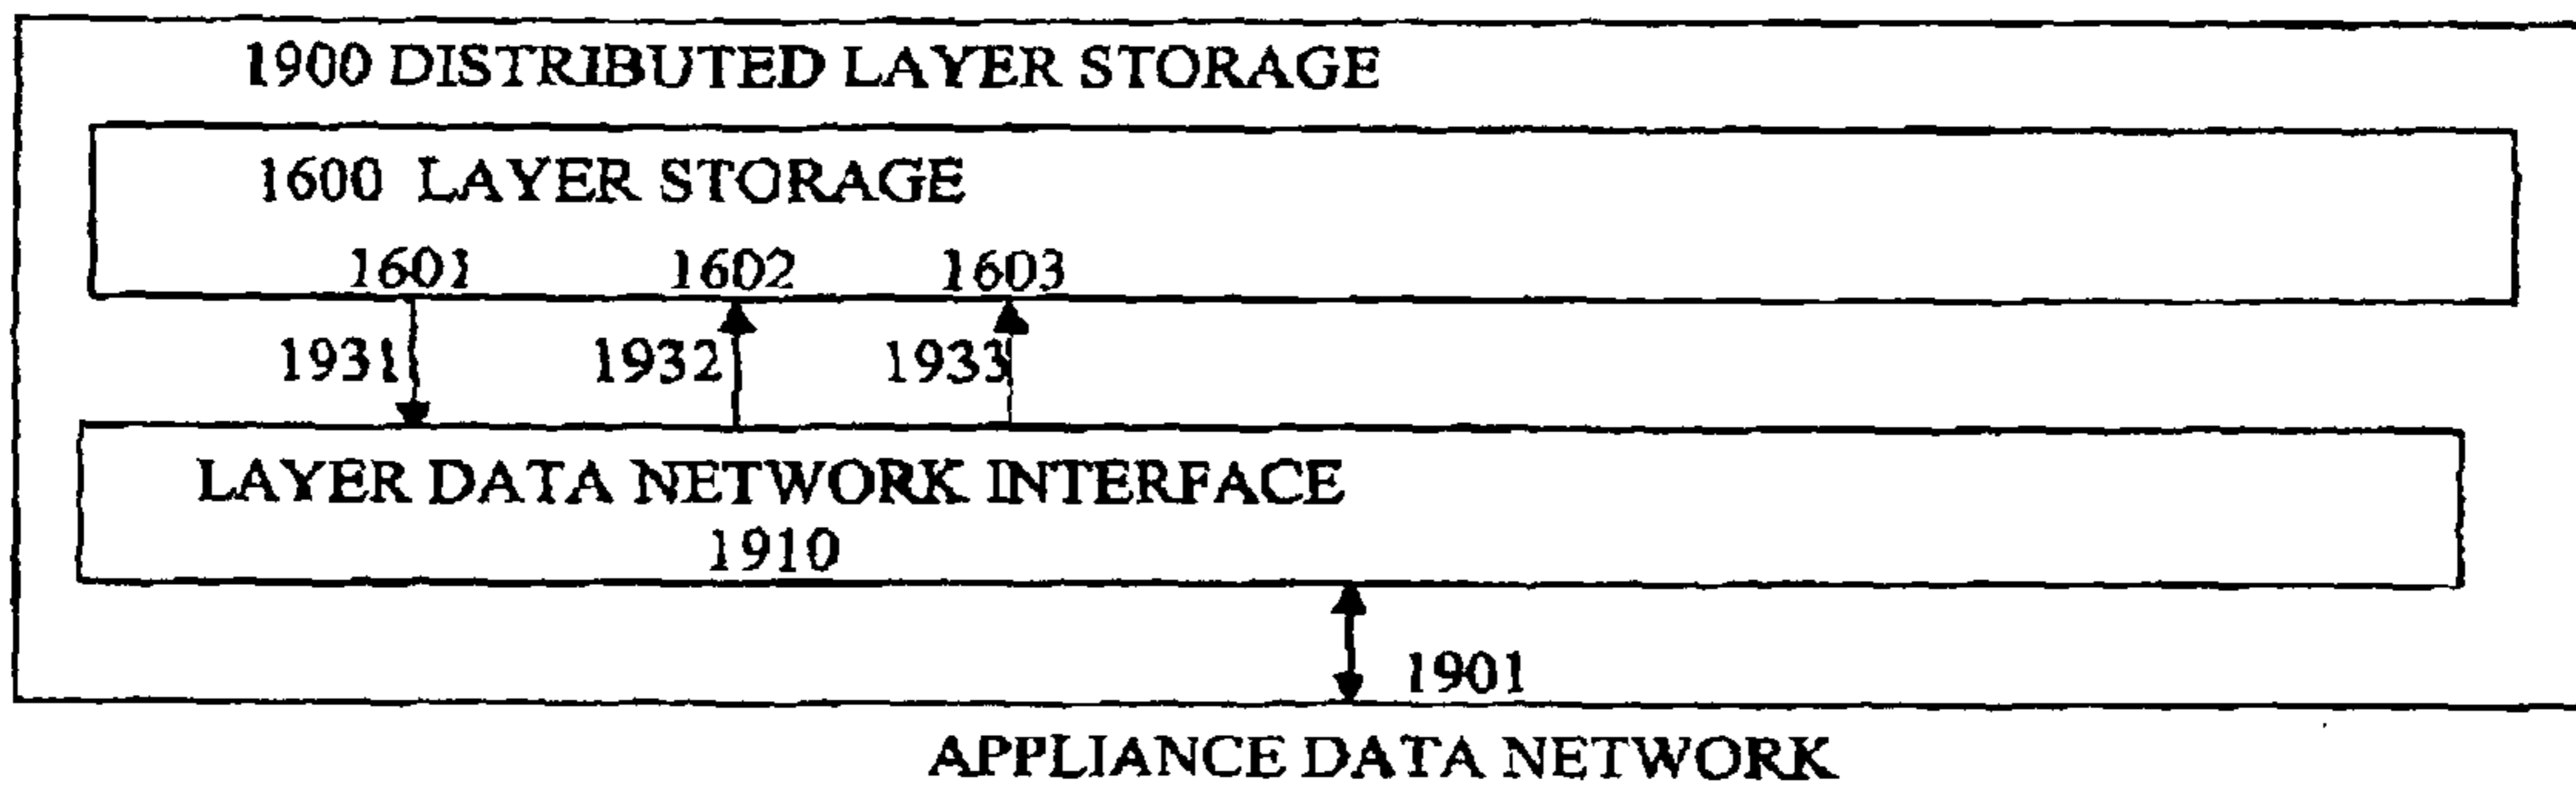 1900 DISTRIBUTED LAYER STORAGE
1600 LAYER STORAGE
1601 1602 1603
1931 1932 1933
LAYER DATA NETWORK INTERFACE
1910
1901
APPLIANCE DATA NETWORK